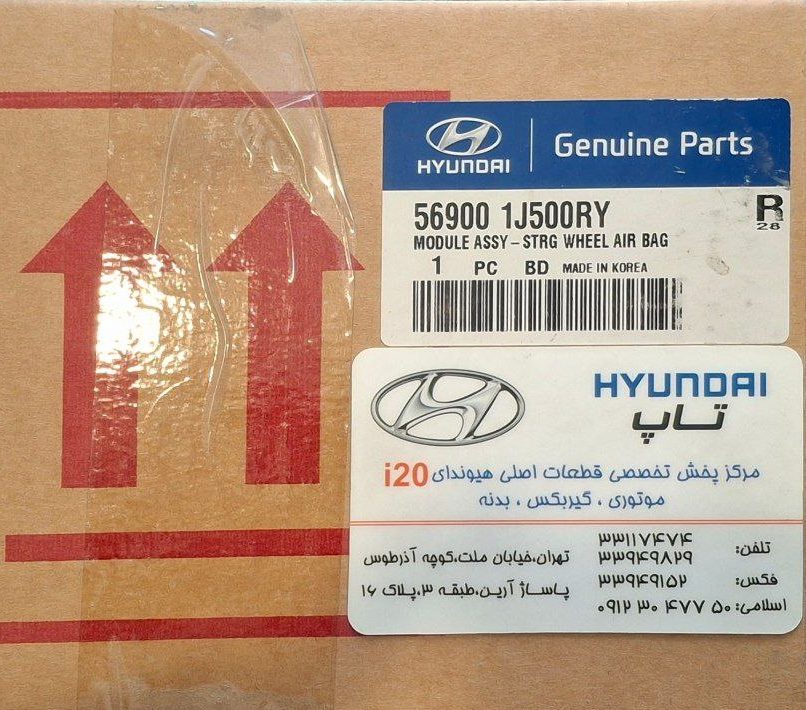 HYUNDAI Genuine Parts
56900 1J500RY
R
28
MODULE ASSY-STRG WHEEL AIR BAG
1 PC BD MADE IN KOREA
HYUNDAI
تاپ
مرکز پخش تخصصی قطعات اصلی هیوندای i20
موتوری ، گیربکس ، بدنه
تلفن: ۳۳۱۱۷۴۷۴
۳۳۹۴۹۸۲۹
فکس: ۳۳۹۴۹۱۵۲
اسلامی: ۰۹۱۲ ۳۰ ۴۷۷ ۵۰
تهران،خیابان ملت،کوچه آذرطوس
پاساژ آرین،طبقه ۳،پلاک ۱۶